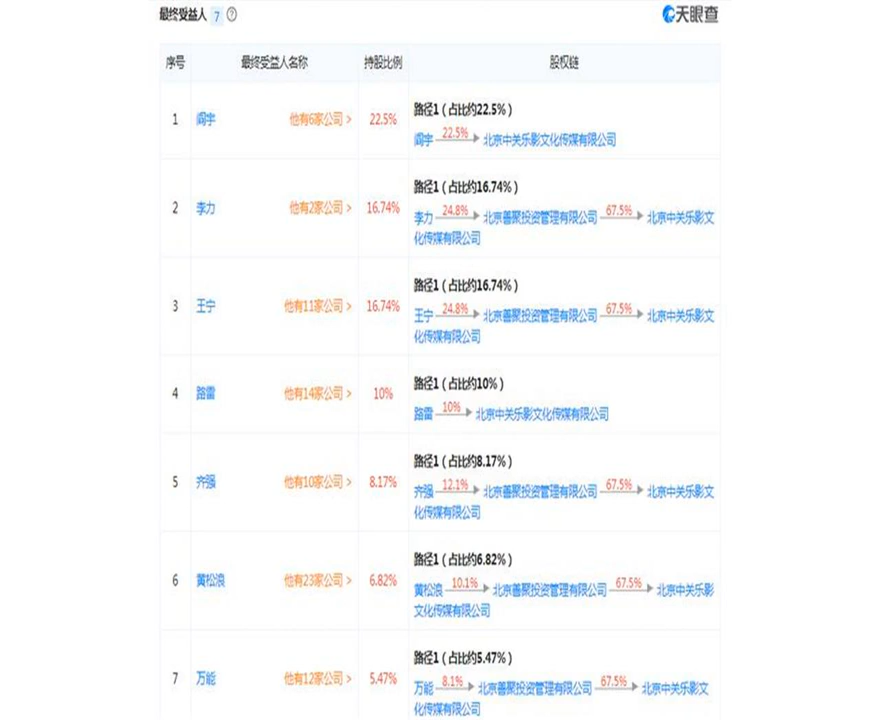 最终受益人 7 ?
天眼查
序号 最终受益人名称 持股比例 股权链
路径1（占比约22.5%）
1 阎宇 他有6家公司 > 22.5%
阎宇 22.5% 北京中关乐影文化传媒有限公司
路径1（占比约16.74%）
2 李力 他有2家公司 > 16.74%
李力 24.8% 北京善聚投资管理有限公司 67.5% 北京中关乐影文
化传媒有限公司
路径1（占比约16.74%）
3 王宁 他有11家公司 > 16.74%
王宁 24.8% 北京善聚投资管理有限公司 67.5% 北京中关乐影文
化传媒有限公司
路径1（占比约10%）
4 路雷 他有14家公司 > 10%
路雷 10% 北京中关乐影文化传媒有限公司
路径1（占比约8.17%）
5 齐强 他有10家公司 > 8.17%
齐强 12.1% 北京善聚投资管理有限公司 67.5% 北京中关乐影文
化传媒有限公司
路径1（占比约6.82%）
6 黄松浪 他有23家公司 > 6.82%
黄松浪 10.1% 北京善聚投资管理有限公司 67.5% 北京中关乐影
文化传媒有限公司
路径1（占比约5.47%）
7 万能 他有12家公司 > 5.47%
万能 8.1% 北京善聚投资管理有限公司 67.5% 北京中关乐影文
化传媒有限公司